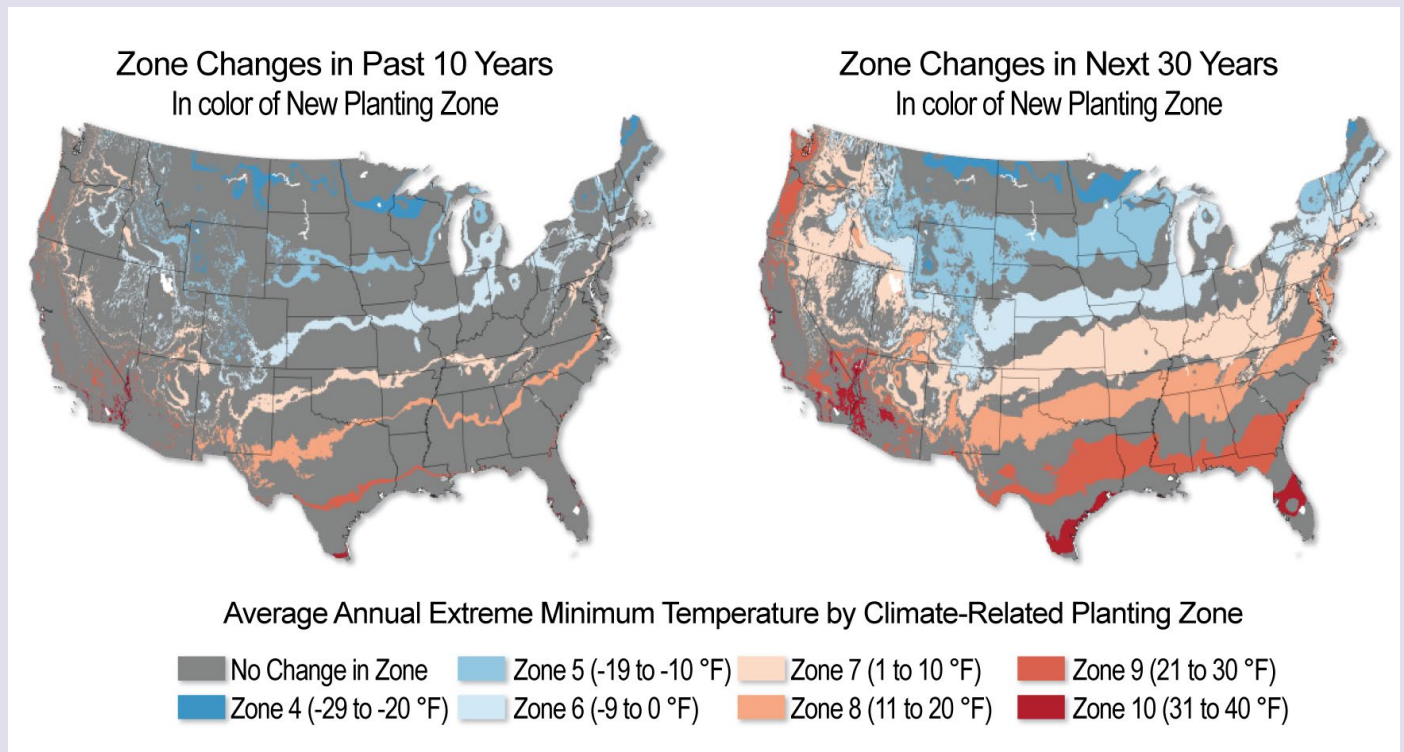 Zone Changes in Past 10 Years
In color of New Planting Zone
Zone Changes in Next 30 Years
In color of New Planting Zone
Average Annual Extreme Minimum Temperature by Climate-Related Planting Zone
No Change in Zone
Zone 5 (-19 to -10 °F)
Zone 7 (1 to 10 °F)
Zone 9 (21 to 30 °F)
Zone 4 (-29 to -20 °F)
Zone 6 (-9 to 0 °F)
Zone 8 (11 to 20 °F)
Zone 10 (31 to 40 °F)